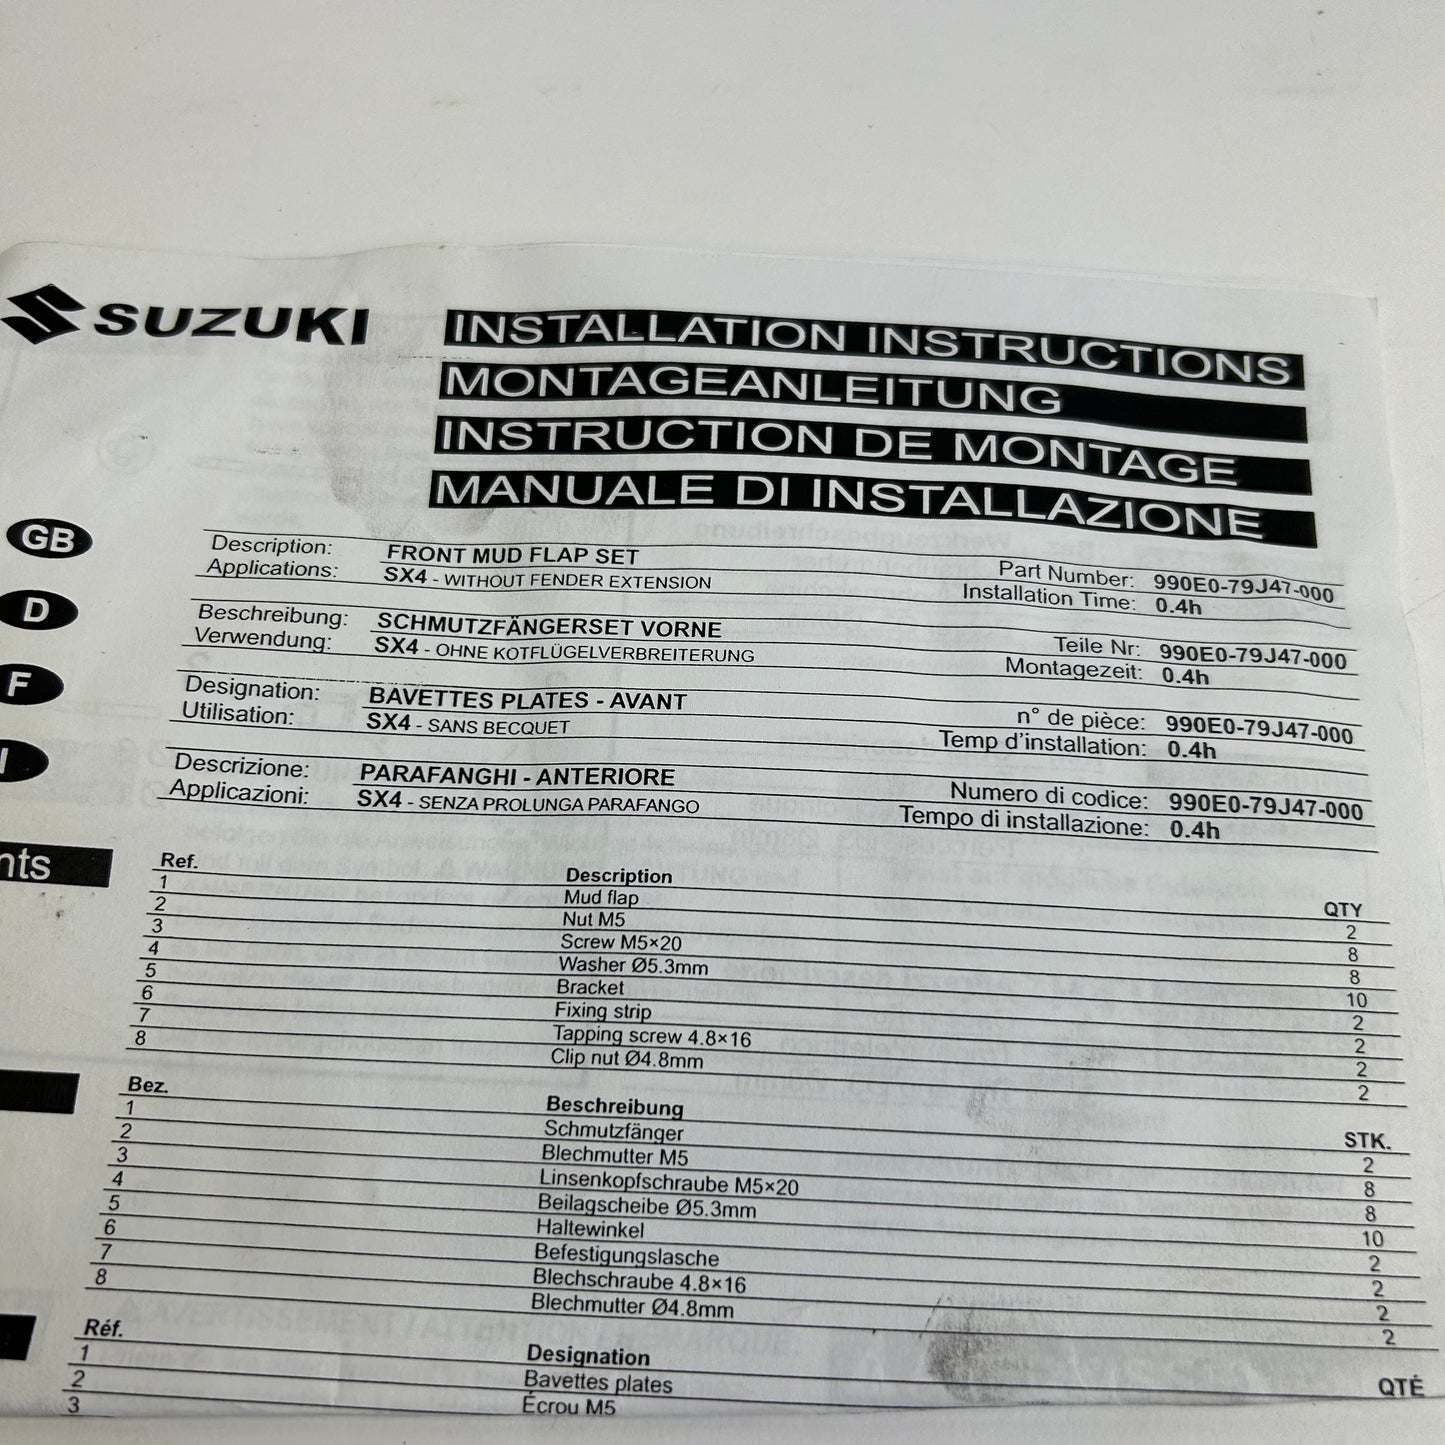 SUZUKI
INSTALLATION INSTRUCTIONS
MONTAGEANLEITUNG
INSTRUCTION DE MONTAGE
MANUALE DI INSTALLAZIONE
GB
Description: FRONT MUD FLAP SET Part Number: 990E0-79J47-000
Applications: SX4 - WITHOUT FENDER EXTENSION Installation Time: 0.4h
D
Beschreibung: SCHMUTZFÄNGERSET VORNE Teile Nr: 990E0-79J47-000
Verwendung: SX4 - OHNE KOTFLÜGELVERBREITERUNG Montagezeit: 0.4h
F
Designation: BAVETTES PLATES - AVANT n° de pièce: 990E0-79J47-000
Utilisation: SX4 - SANS BECQUET Temp d'installation: 0.4h
I
Descrizione: PARAFANGHI - ANTERIORE Numero di codice: 990E0-79J47-000
Applicazioni: SX4 - SENZA PROLUNGA PARAFANGO Tempo di installazione: 0.4h
nts
Ref. Description QTY
1 Mud flap 2
2 Nut M5 8
3 Screw M5×20 8
4 Washer Ø5.3mm 10
5 Bracket 2
6 Fixing strip 2
7 Tapping screw 4.8×16 2
8 Clip nut Ø4.8mm 2
Bez. Beschreibung STK.
1 Schmutzfänger 2
2 Blechmutter M5 8
3 Linsenkopfschraube M5×20 8
4 Beilagscheibe Ø5.3mm 10
5 Haltewinkel 2
6 Befestigungslasche 2
7 Blechschraube 4.8×16 2
8 Blechmutter Ø4.8mm 2
Réf. Designation QTÉ
1 Bavettes plates
2 Écrou M5
3